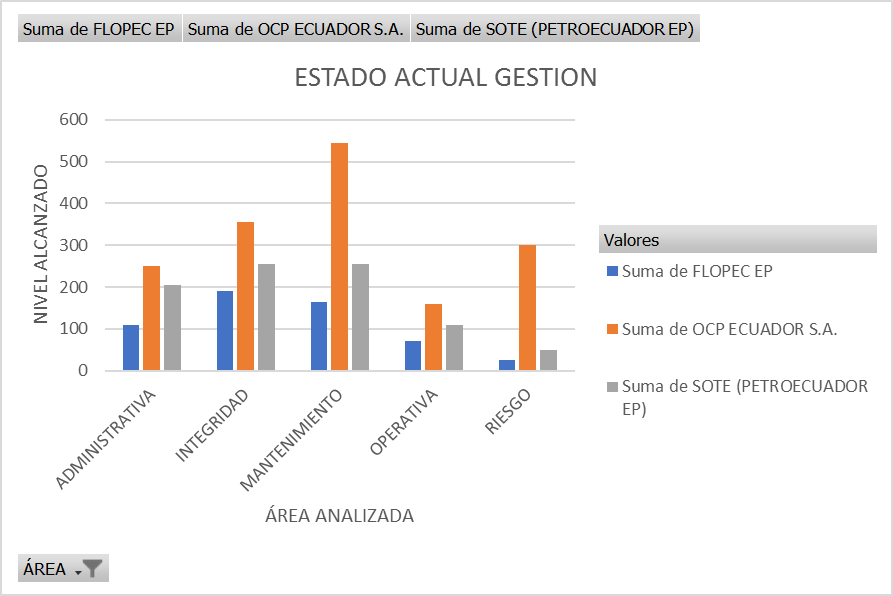 Suma de FLOPEC EP Suma de OCP ECUADOR S.A. Suma de SOTE (PETROECUADOR EP)
ESTADO ACTUAL GESTION
NIVEL ALCANZADO
600
500
400
300
200
100
0
ADMINISTRATIVA
INTEGRIDAD
MANTENIMIENTO
OPERATIVA
RIESGO
ÁREA ANALIZADA
Valores
Suma de FLOPEC EP
Suma de OCP ECUADOR S.A.
Suma de SOTE (PETROECUADOR
EP)
ÁREA